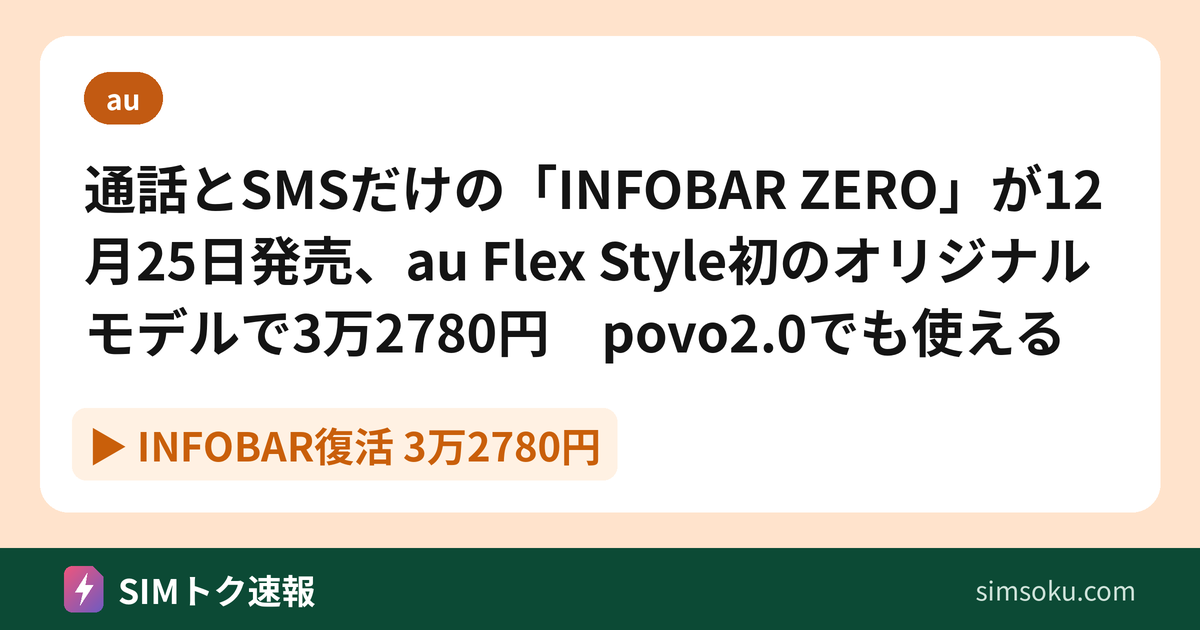 au
通話とSMSだけの「INFOBAR ZERO」が12
月25日発売、au Flex Style初のオリジナル
モデルで3万2780円　povo2.0でも使える
▶ INFOBAR復活 3万2780円
SIMトク速報
simsoku.com